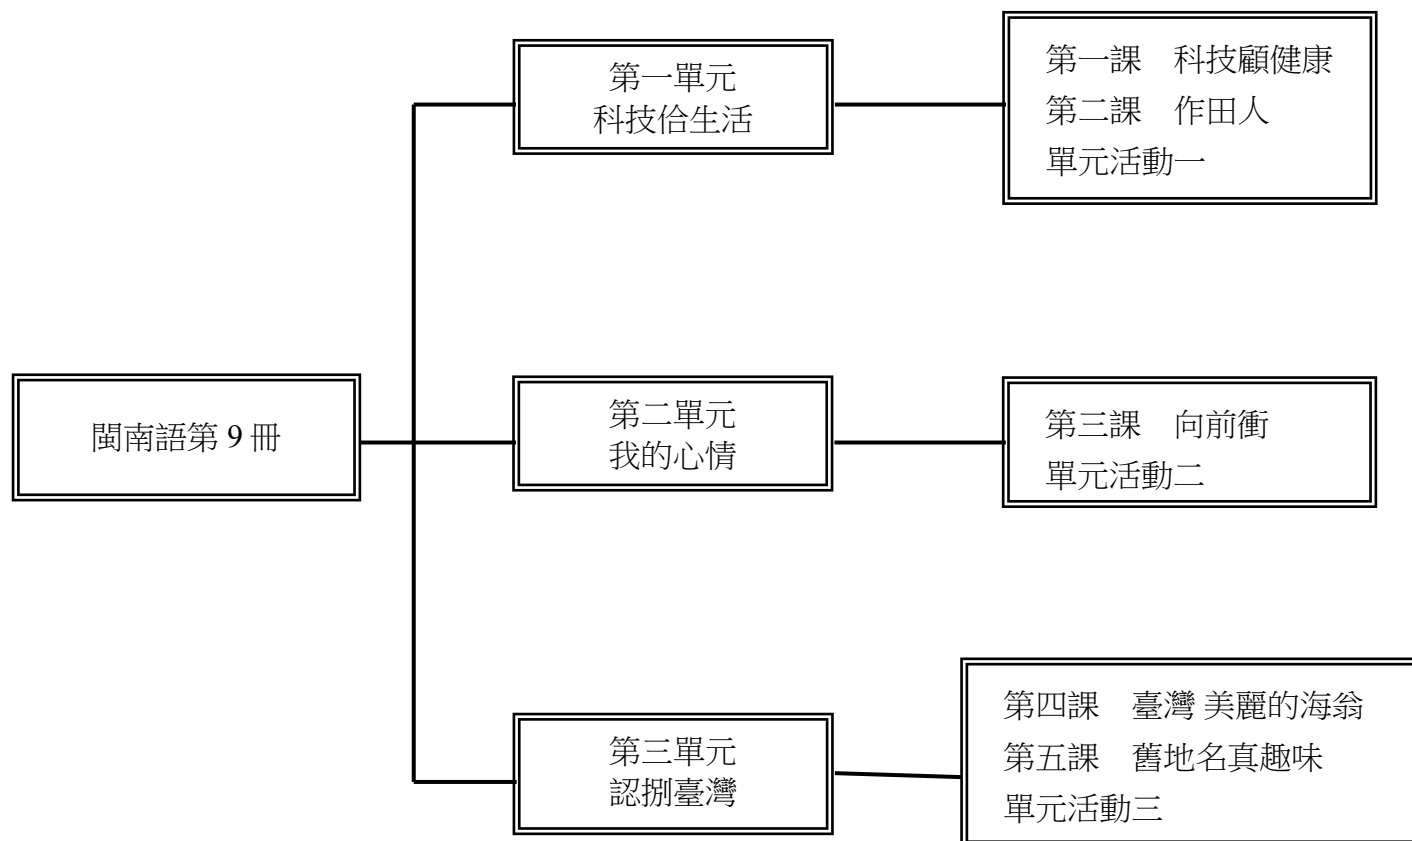 閩南語第 9 冊
第一單元
科技佮生活
第一課　科技顧健康
第二課　作田人
單元活動一
第二單元
我的心情
第三課　向前衝
單元活動二
第三單元
認捌臺灣
第四課　臺灣 美麗的海翁
第五課　舊地名真趣味
單元活動三